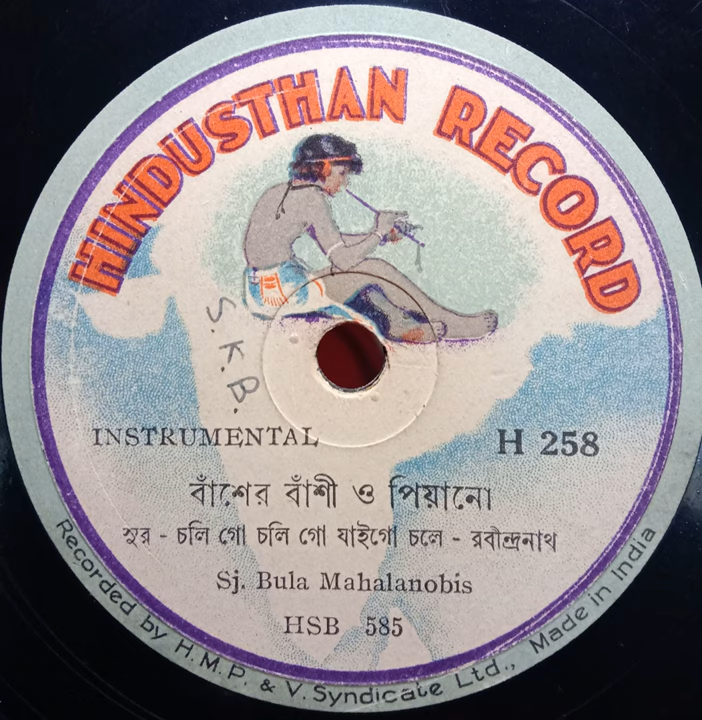 HINDUSTHAN RECORD
S.K.B.
INSTRUMENTAL H 258
বাঁশের বাঁশী ও পিয়ানো
সুর - চলি গো চলি গো যাইগো চলে - রবীন্দ্রনাথ
Sj. Bula Mahalanobis
HSB 585
Recorded by H.M.P. & V. Syndicate Ltd., Made in India